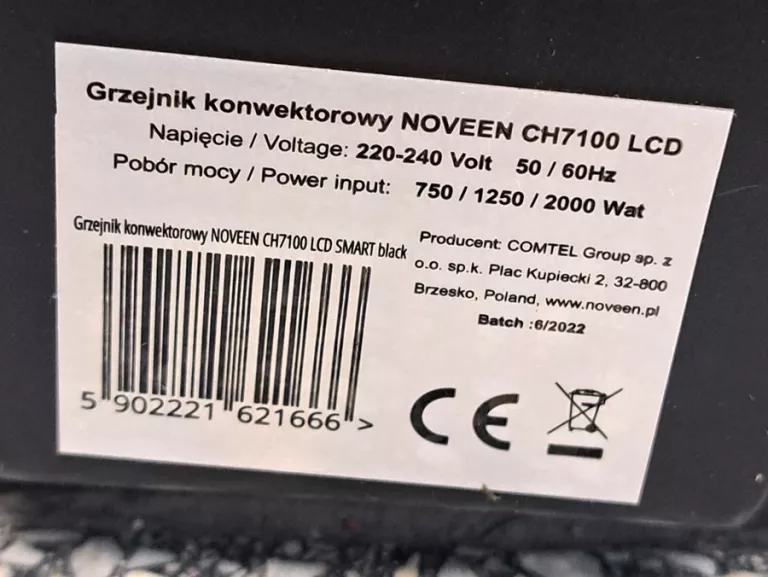 Grzejnik konwektorowy NOVEEN CH7100 LCD
Napięcie / Voltage: 220-240 Volt 50 / 60Hz
Pobór mocy / Power input: 750 / 1250 / 2000 Wat
Grzejnik konwektorowy NOVEEN CH7100 LCD SMART black
5 902221 621666 >
Producent: COMTEL Group sp. z
o.o. sp.k. Plac Kupiecki 2, 32-800
Brzesko, Poland, www.noveen.pl
Batch :6/2022
CE